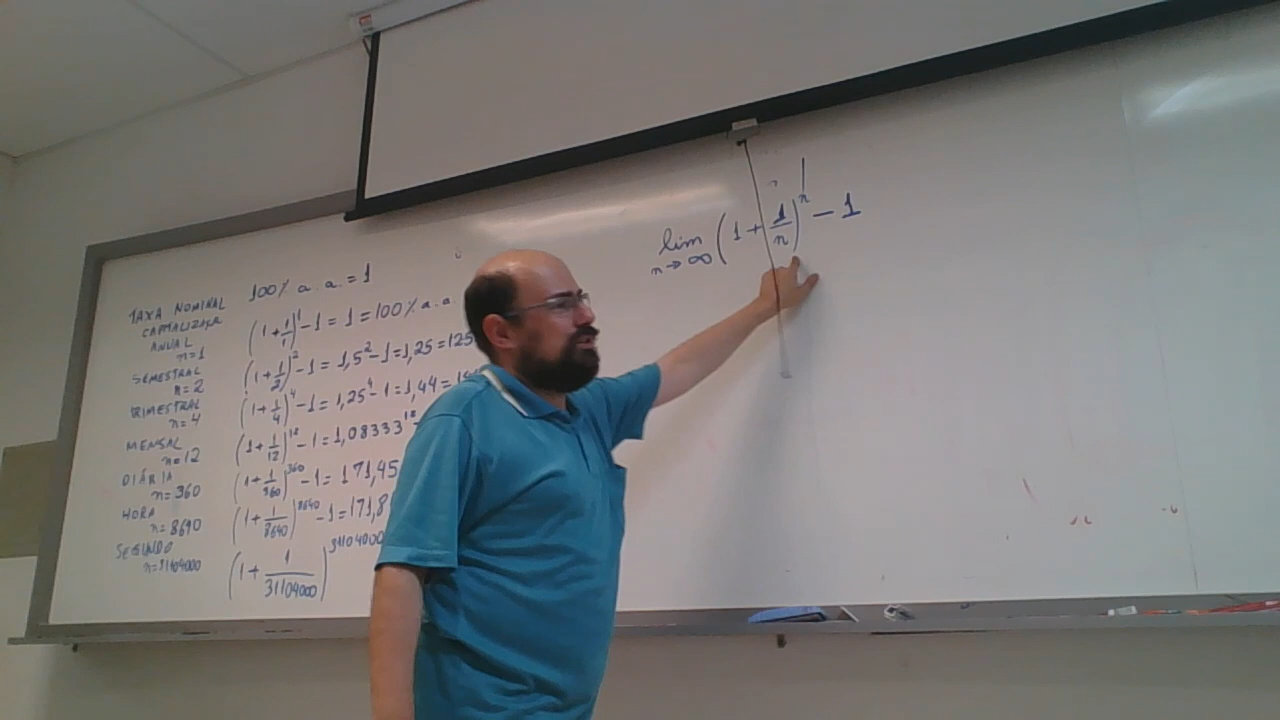 TAXA NOMINAL 100% a.a. = 1
CAPITALIZAR
ANUAL
n=1
(1+1/1)^1 - 1 = 1 = 100% a.a
SEMESTRAL
n=2
(1+1/2)^2 - 1 = 1,5^2 - 1 = 1,25 = 125
TRIMESTRAL
n=4
(1+1/4)^4 - 1 = 1,25^4 - 1 = 1,44 =
MENSAL
n=12
(1+1/12)^12 - 1 = 1,08333^12
DIÁRIA
n=360
(1+1/360)^360 - 1 = 171,45
HORA
n=8640
(1+1/8640)^8640 - 1 = 171,8
SEGUNDO
n=31104000
(1+1/31104000)^31104000
lim n→∞ (1+1/n)^n - 1